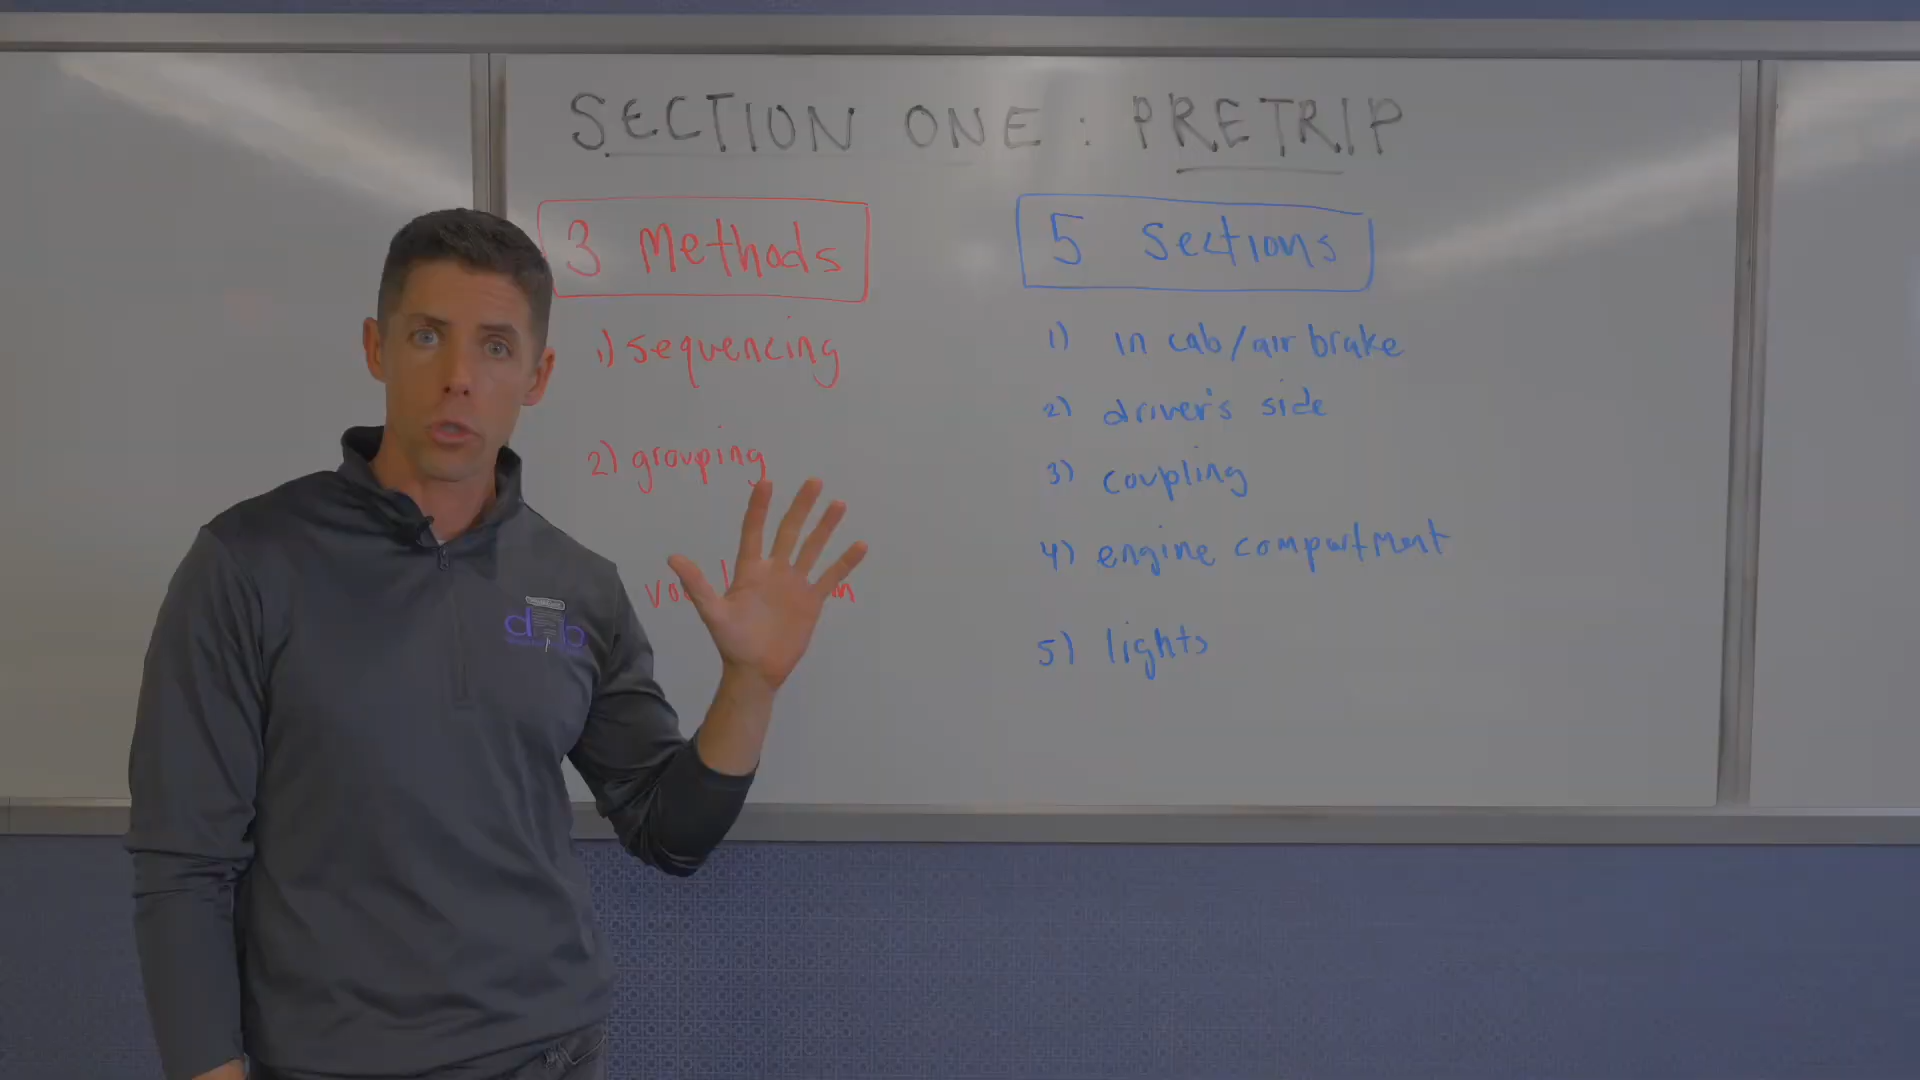 SECTION ONE : PRETRIP
3 Methods
1) sequencing
2) grouping
5 Sections
1) in cab/air brake
2) driver's side
3) coupling
4) engine compartment
5) lights